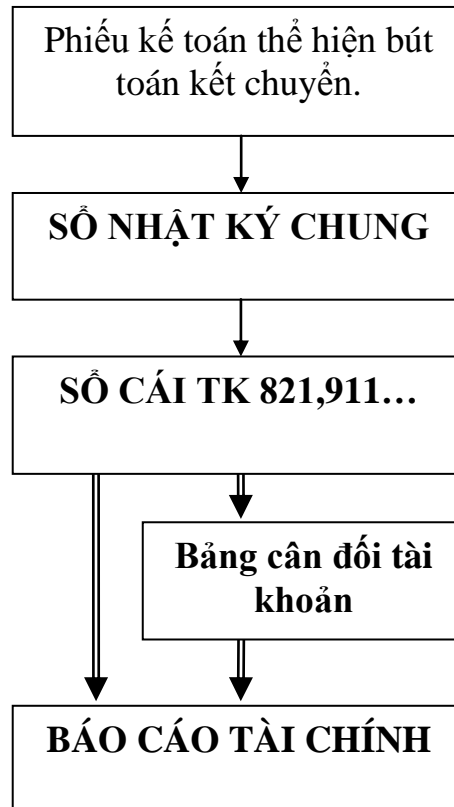 Phiếu kế toán thể hiện bút
toán kết chuyển.
SỔ NHẬT KÝ CHUNG
SỔ CÁI TK 821,911…
Bảng cân đối tài
khoản
BÁO CÁO TÀI CHÍNH